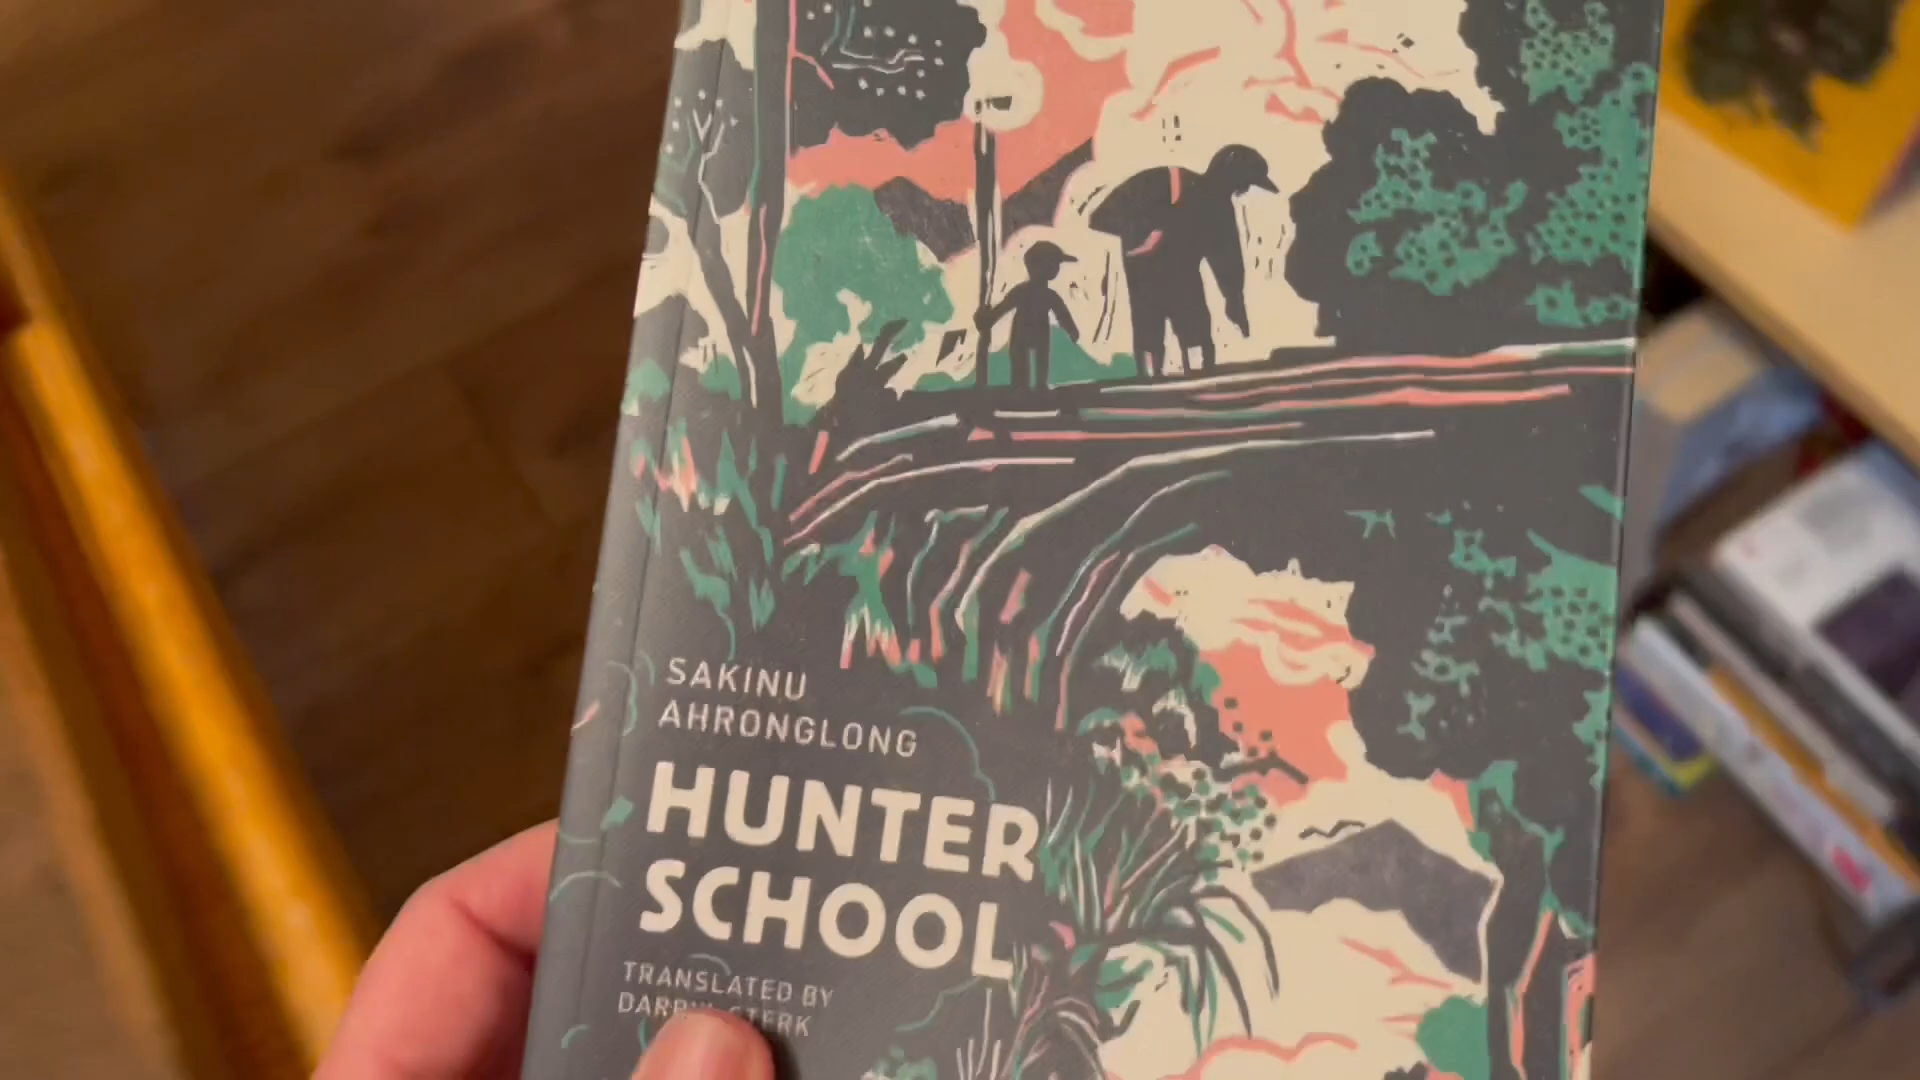 SAKINU
AHRONGLONG
HUNTER
SCHOOL
TRANSLATED BY